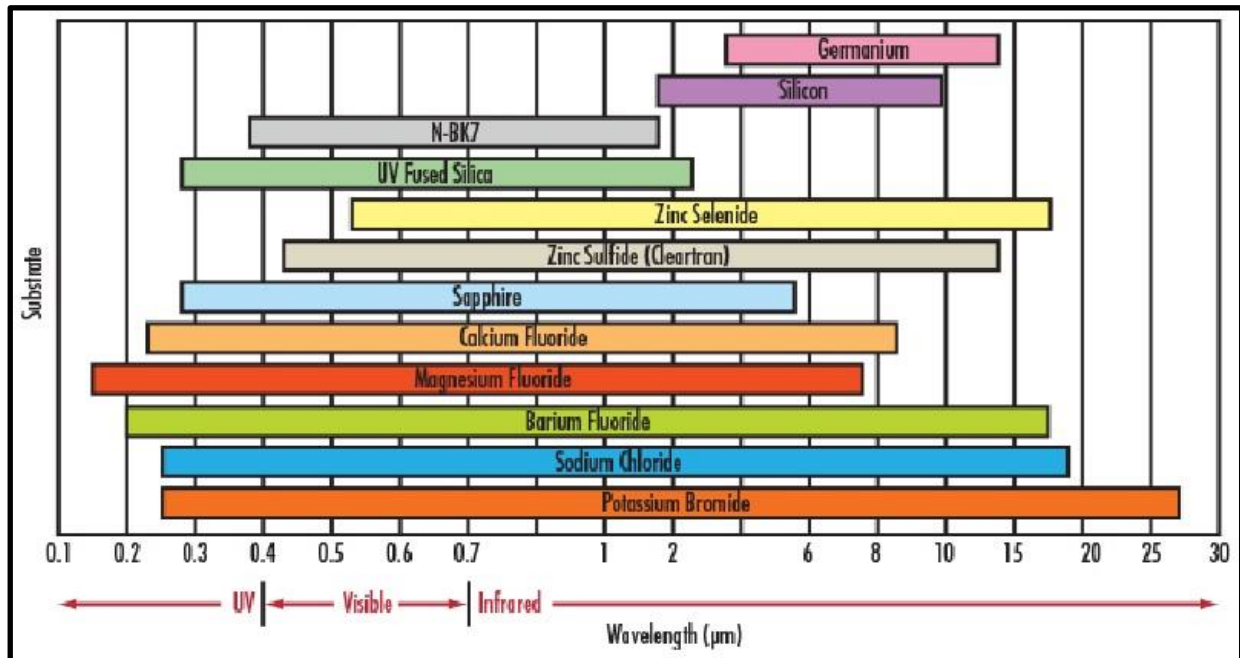 Germanium
Silicon
N-BK7
UV Fused Silica
Zinc Selenide
Zinc Sulfide (Cleartran)
Sapphire
Calcium Fluoride
Magnesium Fluoride
Barium Fluoride
Sodium Chloride
Potassium Bromide
Substrate
0.1 0.2 0.3 0.4 0.5 0.6 0.7 1 2 6 8 10 15 20 25 30
UV Visible Infrared
Wavelength (µm)